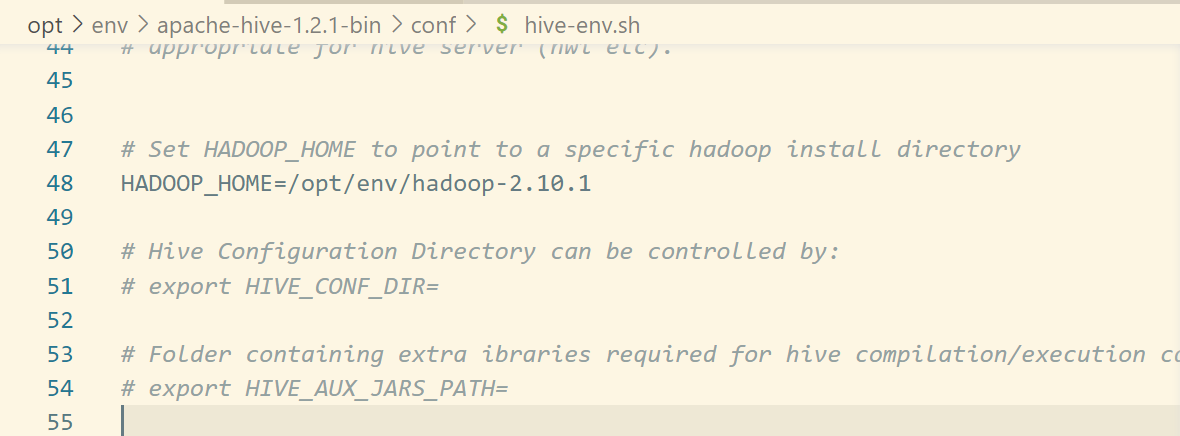 opt > env > apache-hive-1.2.1-bin > conf > $ hive-env.sh
44 # appropriate for hive server (hwi etc).
45
46
47 # Set HADOOP_HOME to point to a specific hadoop install directory
48 HADOOP_HOME=/opt/env/hadoop-2.10.1
49
50 # Hive Configuration Directory can be controlled by:
51 # export HIVE_CONF_DIR=
52
53 # Folder containing extra ibraries required for hive compilation/execution
54 # export HIVE_AUX_JARS_PATH=
55